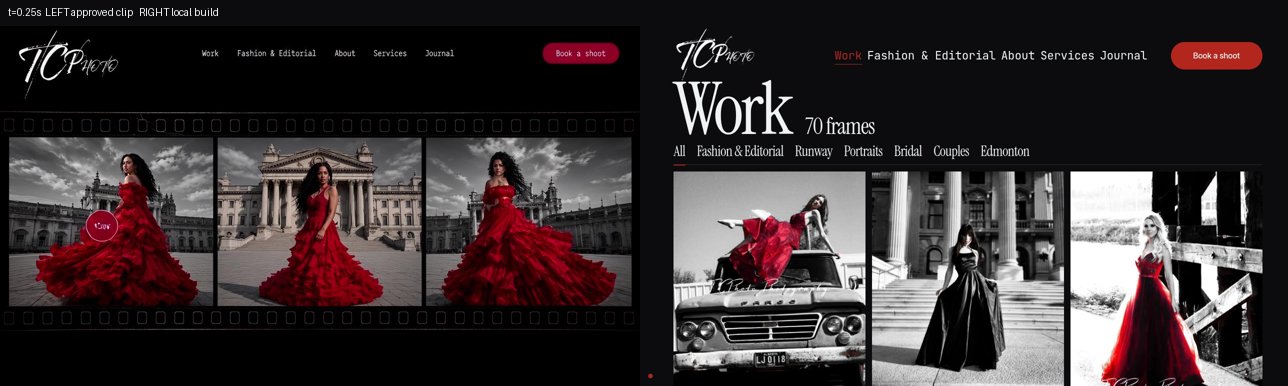 t=0.25s LEFT approved clip RIGHT local build
TCPHOTO
Work Fashion & Editorial About Services Journal
Book a shoot
TCPHOTO
Work Fashion & Editorial About Services Journal
Book a shoot
Work 70 frames
All Fashion & Editorial Runway Portraits Bridal Couples Edmonton
LJ0118